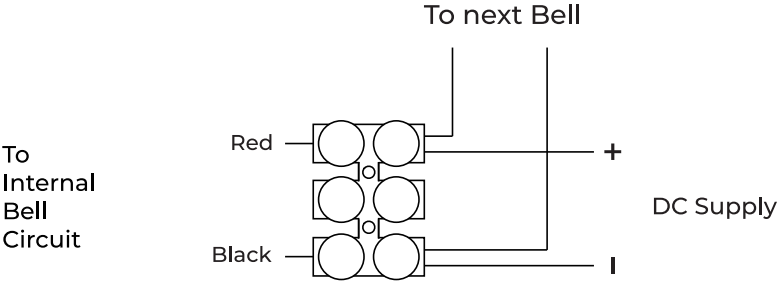 To next Bell
Red
+
To
Internal
Bell
Circuit
DC Supply
Black
-